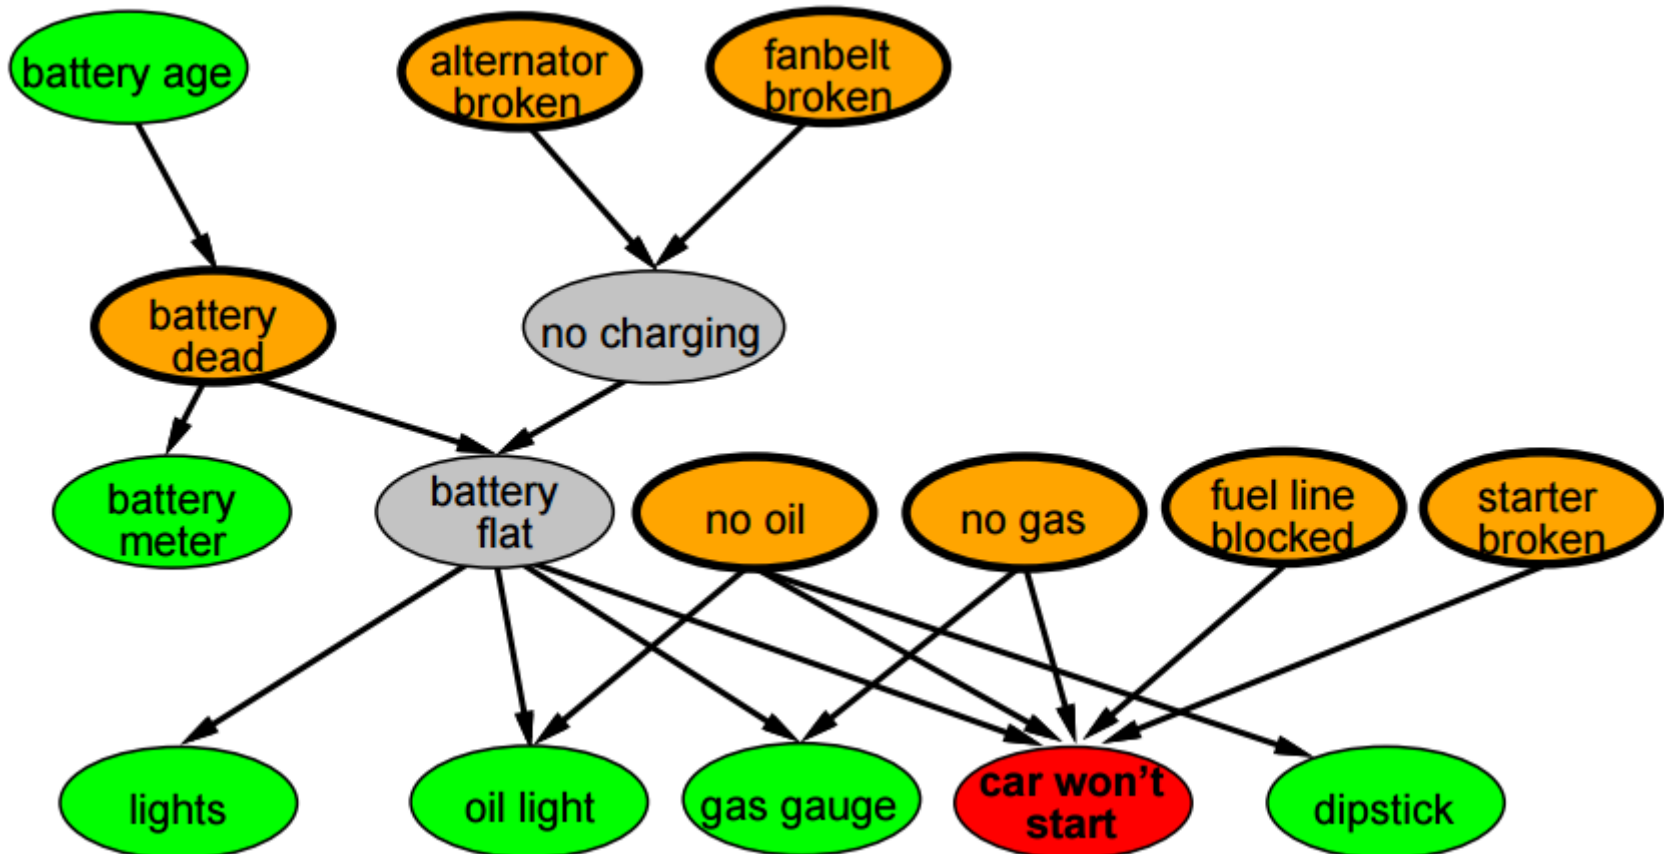 battery age
alternator
broken
fanbelt
broken
battery
dead
no charging
battery
meter
battery
flat
no oil
no gas
fuel line
blocked
starter
broken
lights
oil light
gas gauge
car won't
start
dipstick